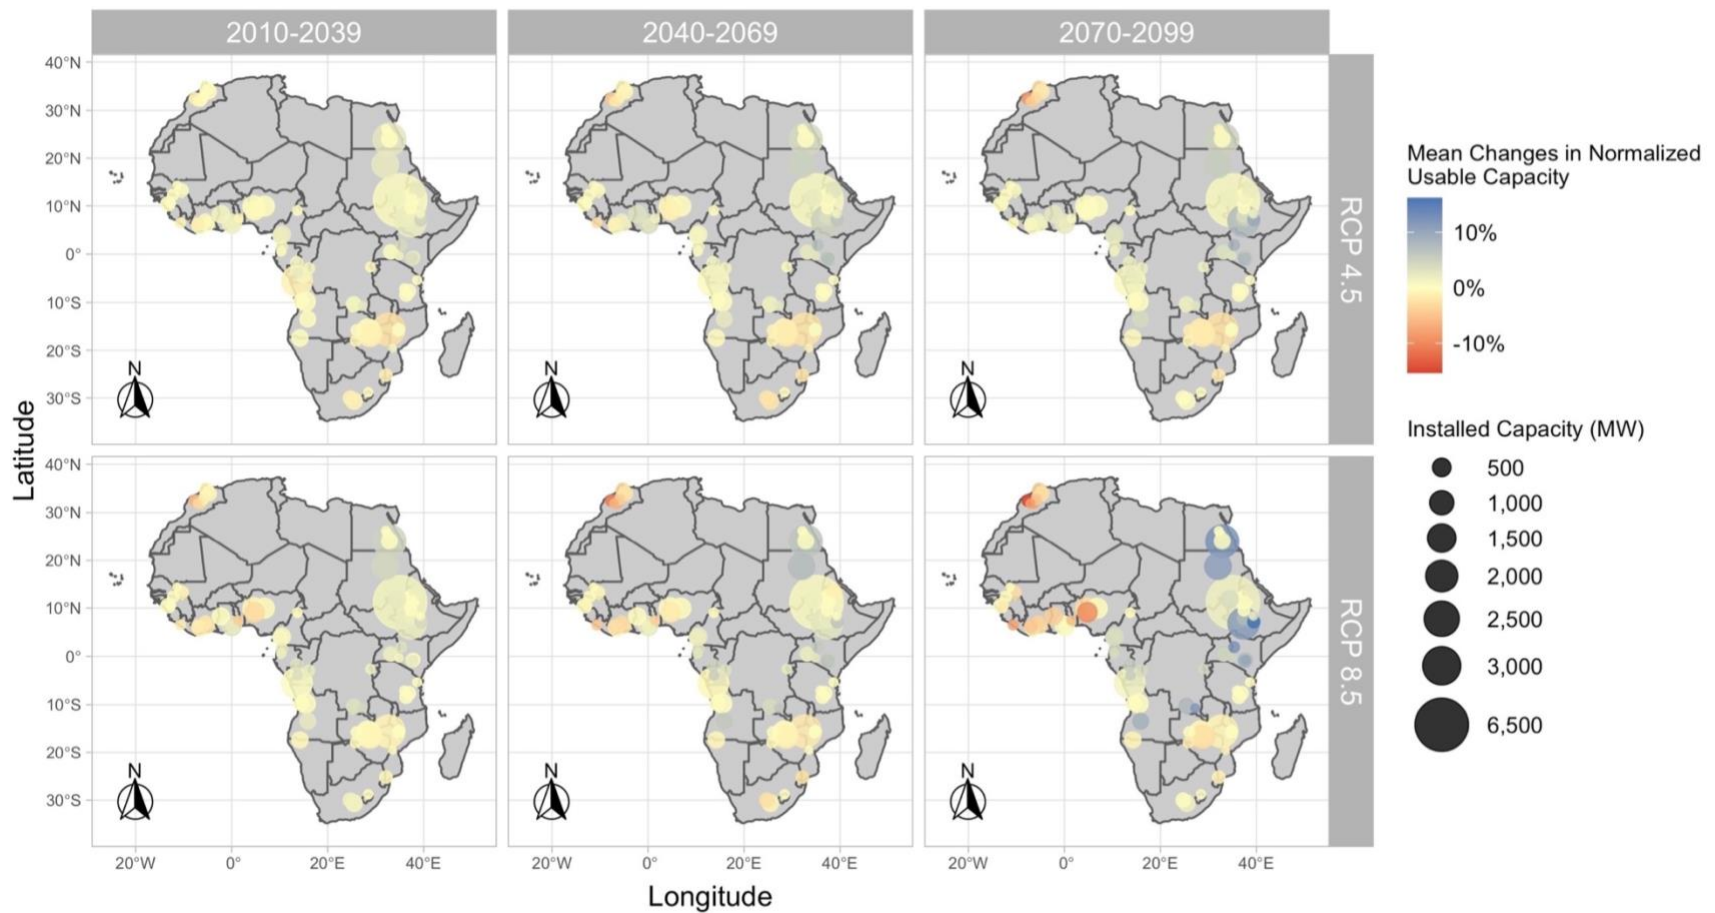 2010-2039
2040-2069
2070-2099
40°N
30°N
20°N
10°N
0°
10°S
20°S
30°S
N
N
N
RCP 4.5
40°N
30°N
20°N
10°N
0°
10°S
20°S
30°S
N
N
N
RCP 8.5
20°W 0° 20°E 40°E
20°W 0° 20°E 40°E
20°W 0° 20°E 40°E
Latitude
Longitude
Mean Changes in Normalized
Usable Capacity
10%
0%
-10%
Installed Capacity (MW)
500
1,000
1,500
2,000
2,500
3,000
6,500